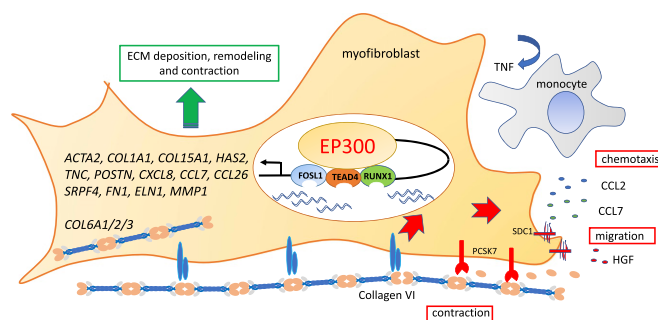 myofibroblast
ECM deposition, remodeling
and contraction
TNF
monocyte
EP300
FOSL1
TEAD4
RUNX1
ACTA2, COL1A1, COL15A1, HAS2,
TNC, POSTN, CXCL8, CCL7, CCL26
SRPF4, FN1, ELN1, MMP1
COL6A1/2/3
chemotaxis
CCL2
CCL7
SDC1
migration
HGF
PCSK7
Collagen VI
contraction